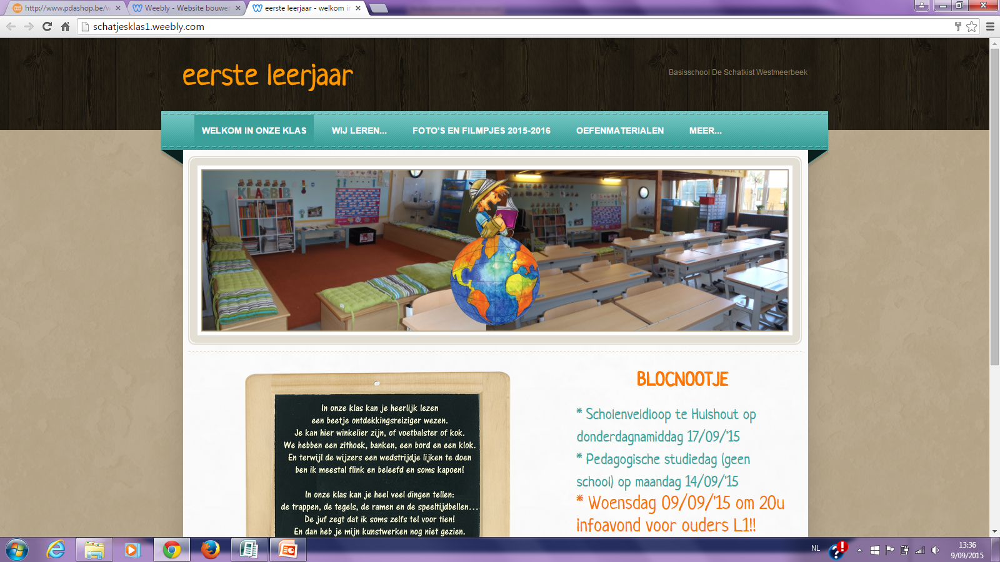 http://www.pdashop.be/w
Weebly - Website bouwer
eerste leerjaar - welkom in
schatjesklas1.weebly.com
eerste leerjaar
Basisschool De Schatkist Westmeerbeek
WELKOM IN ONZE KLAS
WIJ LEREN...
FOTO'S EN FILMPJES 2015-2016
OEFENMATERIALEN
MEER...
KLASBIB
In onze klas kan je heerlijk lezen
een beetje ontdekkingsreiziger wezen.
Je kan hier winkelier zijn, of voetbalster of kok.
We hebben een zithoek, banken, een bord en een klok.
En terwijl de wijzers een wedstrijdje lijken te doen
ben ik meestal flink en beleefd en soms kapoen!
In onze klas kan je heel veel dingen tellen:
de trappen, de tegels, de ramen en de speeltijdbellen...
De juf zegt dat ik soms zelfs tel voor tien!
En dan heb je mijn kunstwerken nog niet gezien.
BLOCNOOTJE
* Scholenveldloop te Hulshout op
donderdagnamiddag 17/09/'15
* Pedagogische studiedag (geen
school) op maandag 14/09/'15
* Woensdag 09/09/'15 om 20u
infoavond voor ouders L1!!
NL
13:36
9/09/2015